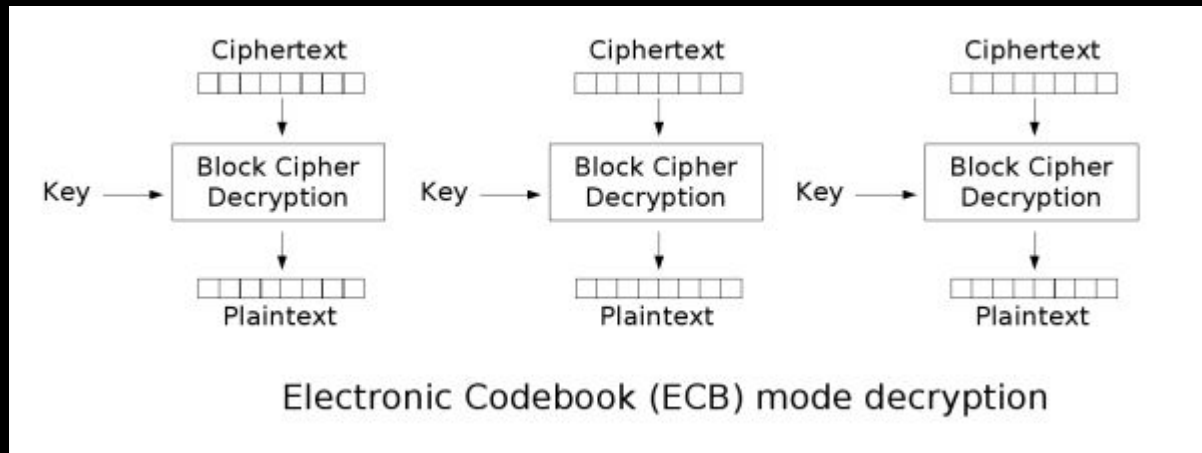 Ciphertext
Ciphertext
Ciphertext
Key
Block Cipher
Decryption
Key
Block Cipher
Decryption
Key
Block Cipher
Decryption
Plaintext
Plaintext
Plaintext
Electronic Codebook (ECB) mode decryption